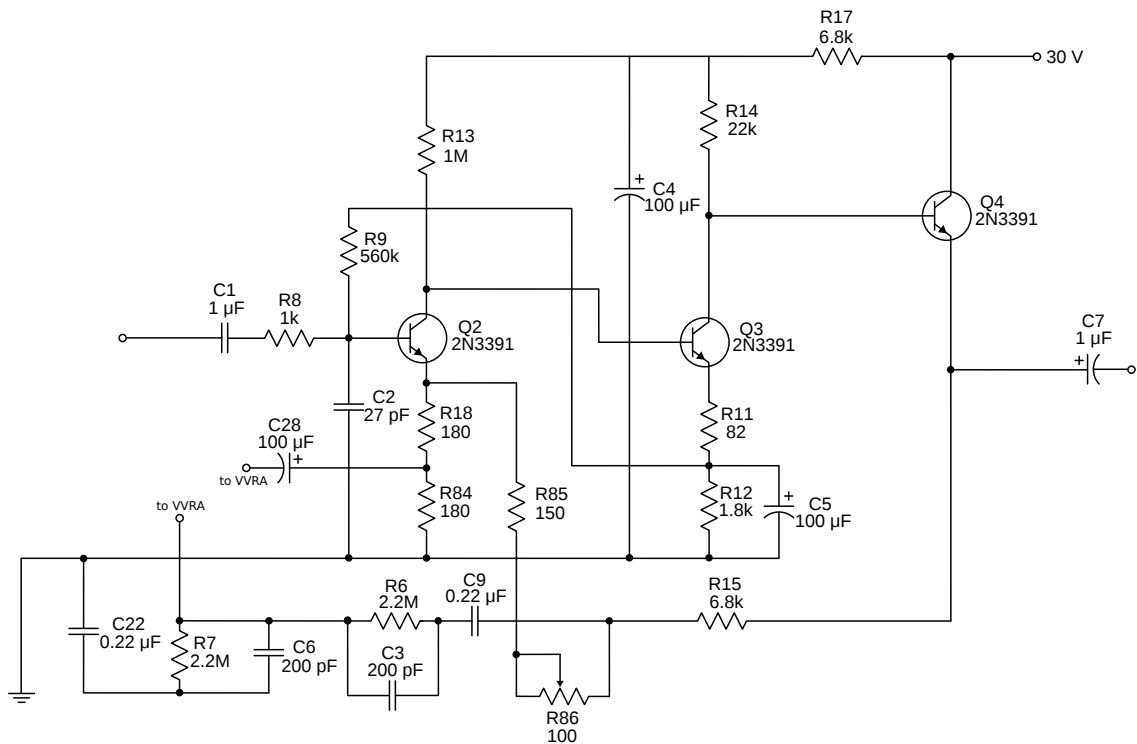 R17
6.8k
30 V
R13
1M
R14
22k
C4
100 µF
Q4
2N3391
R9
560k
C1
1 µF
R8
1k
Q2
2N3391
Q3
2N3391
C7
1 µF
+
+
C2
27 pF
R18
180
R11
82
C28
100 µF
+
to VVRA
R84
180
R85
150
R12
1.8k
+
C5
100 µF
to VVRA
R6
2.2M
C9
0.22 µF
R15
6.8k
C22
0.22 µF
R7
2.2M
C6
200 pF
C3
200 pF
R86
100